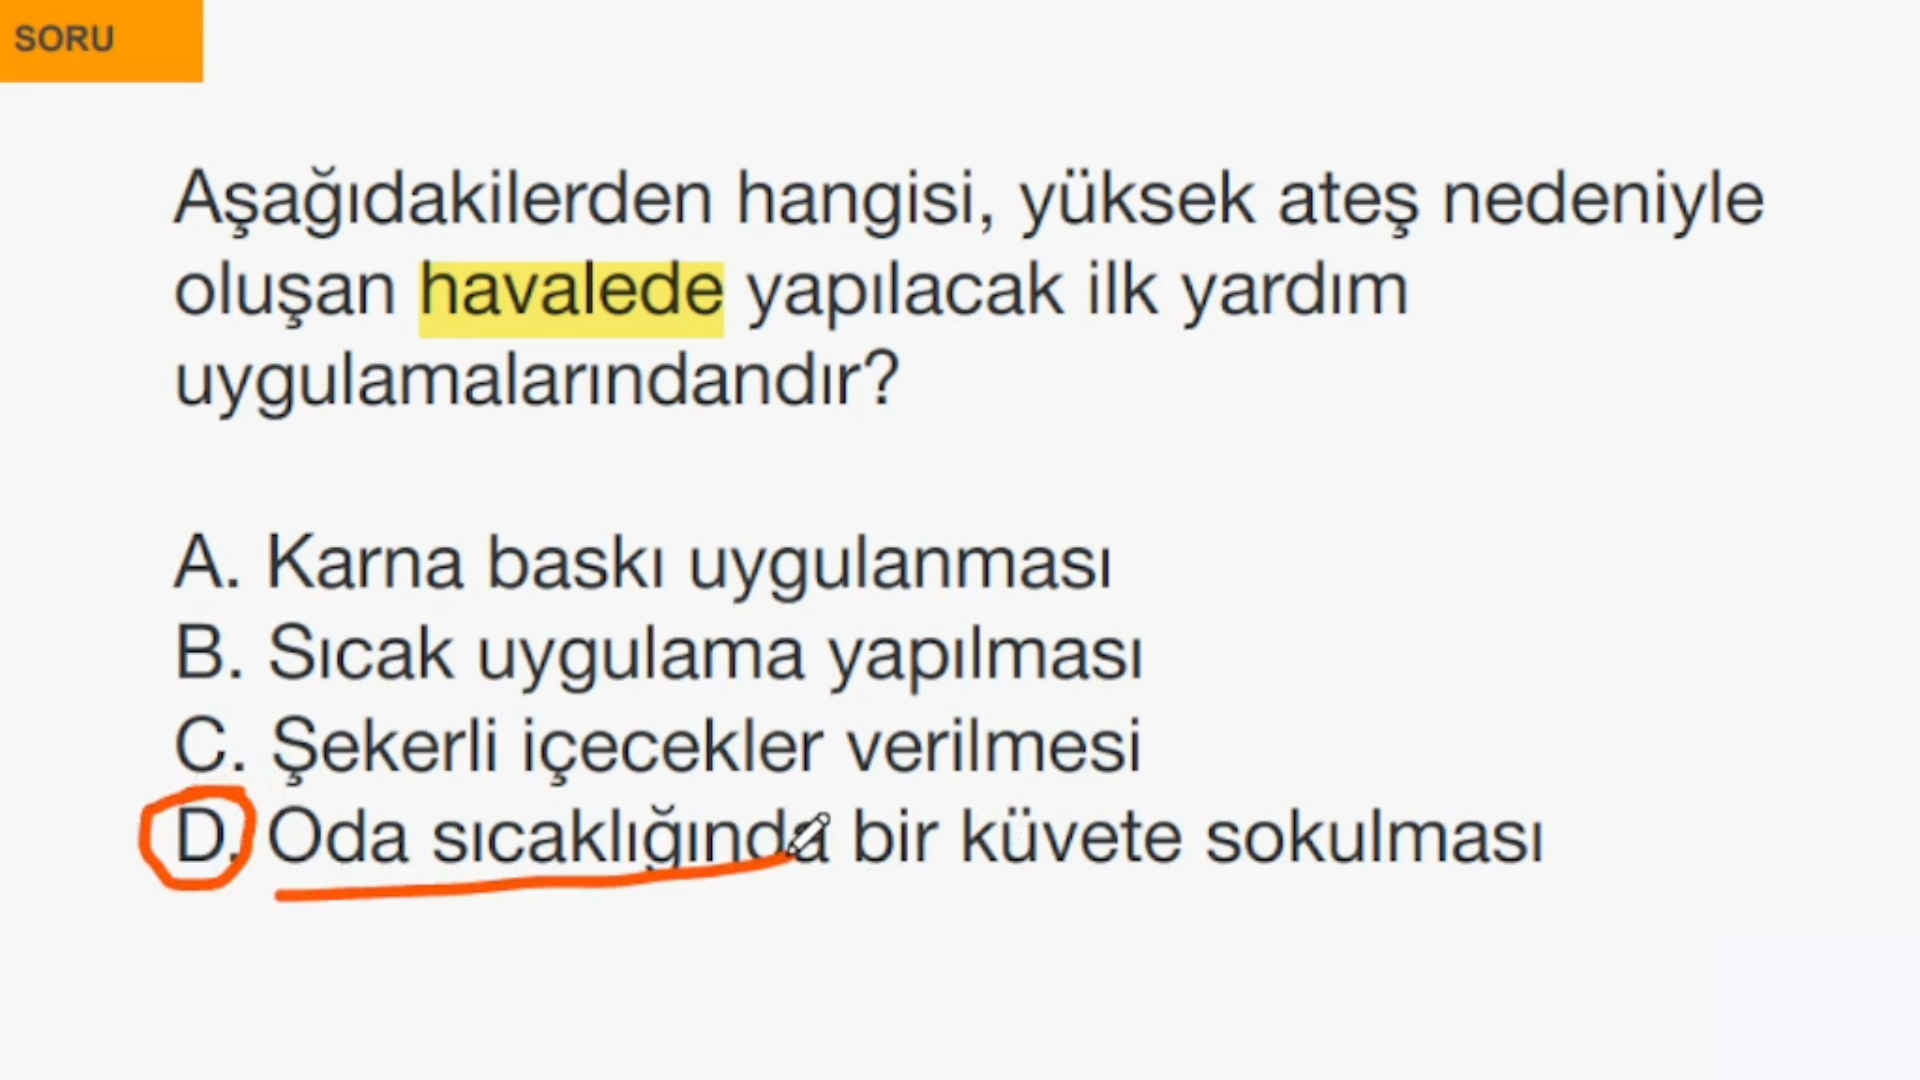 SORU
Aşağıdakilerden hangisi, yüksek ateş nedeniyle
oluşan havalede yapılacak ilk yardım
uygulamalarındandır?
A. Karna baskı uygulanması
B. Sıcak uygulama yapılması
C. Şekerli içecekler verilmesi
D. Oda sıcaklığında bir küvete sokulması